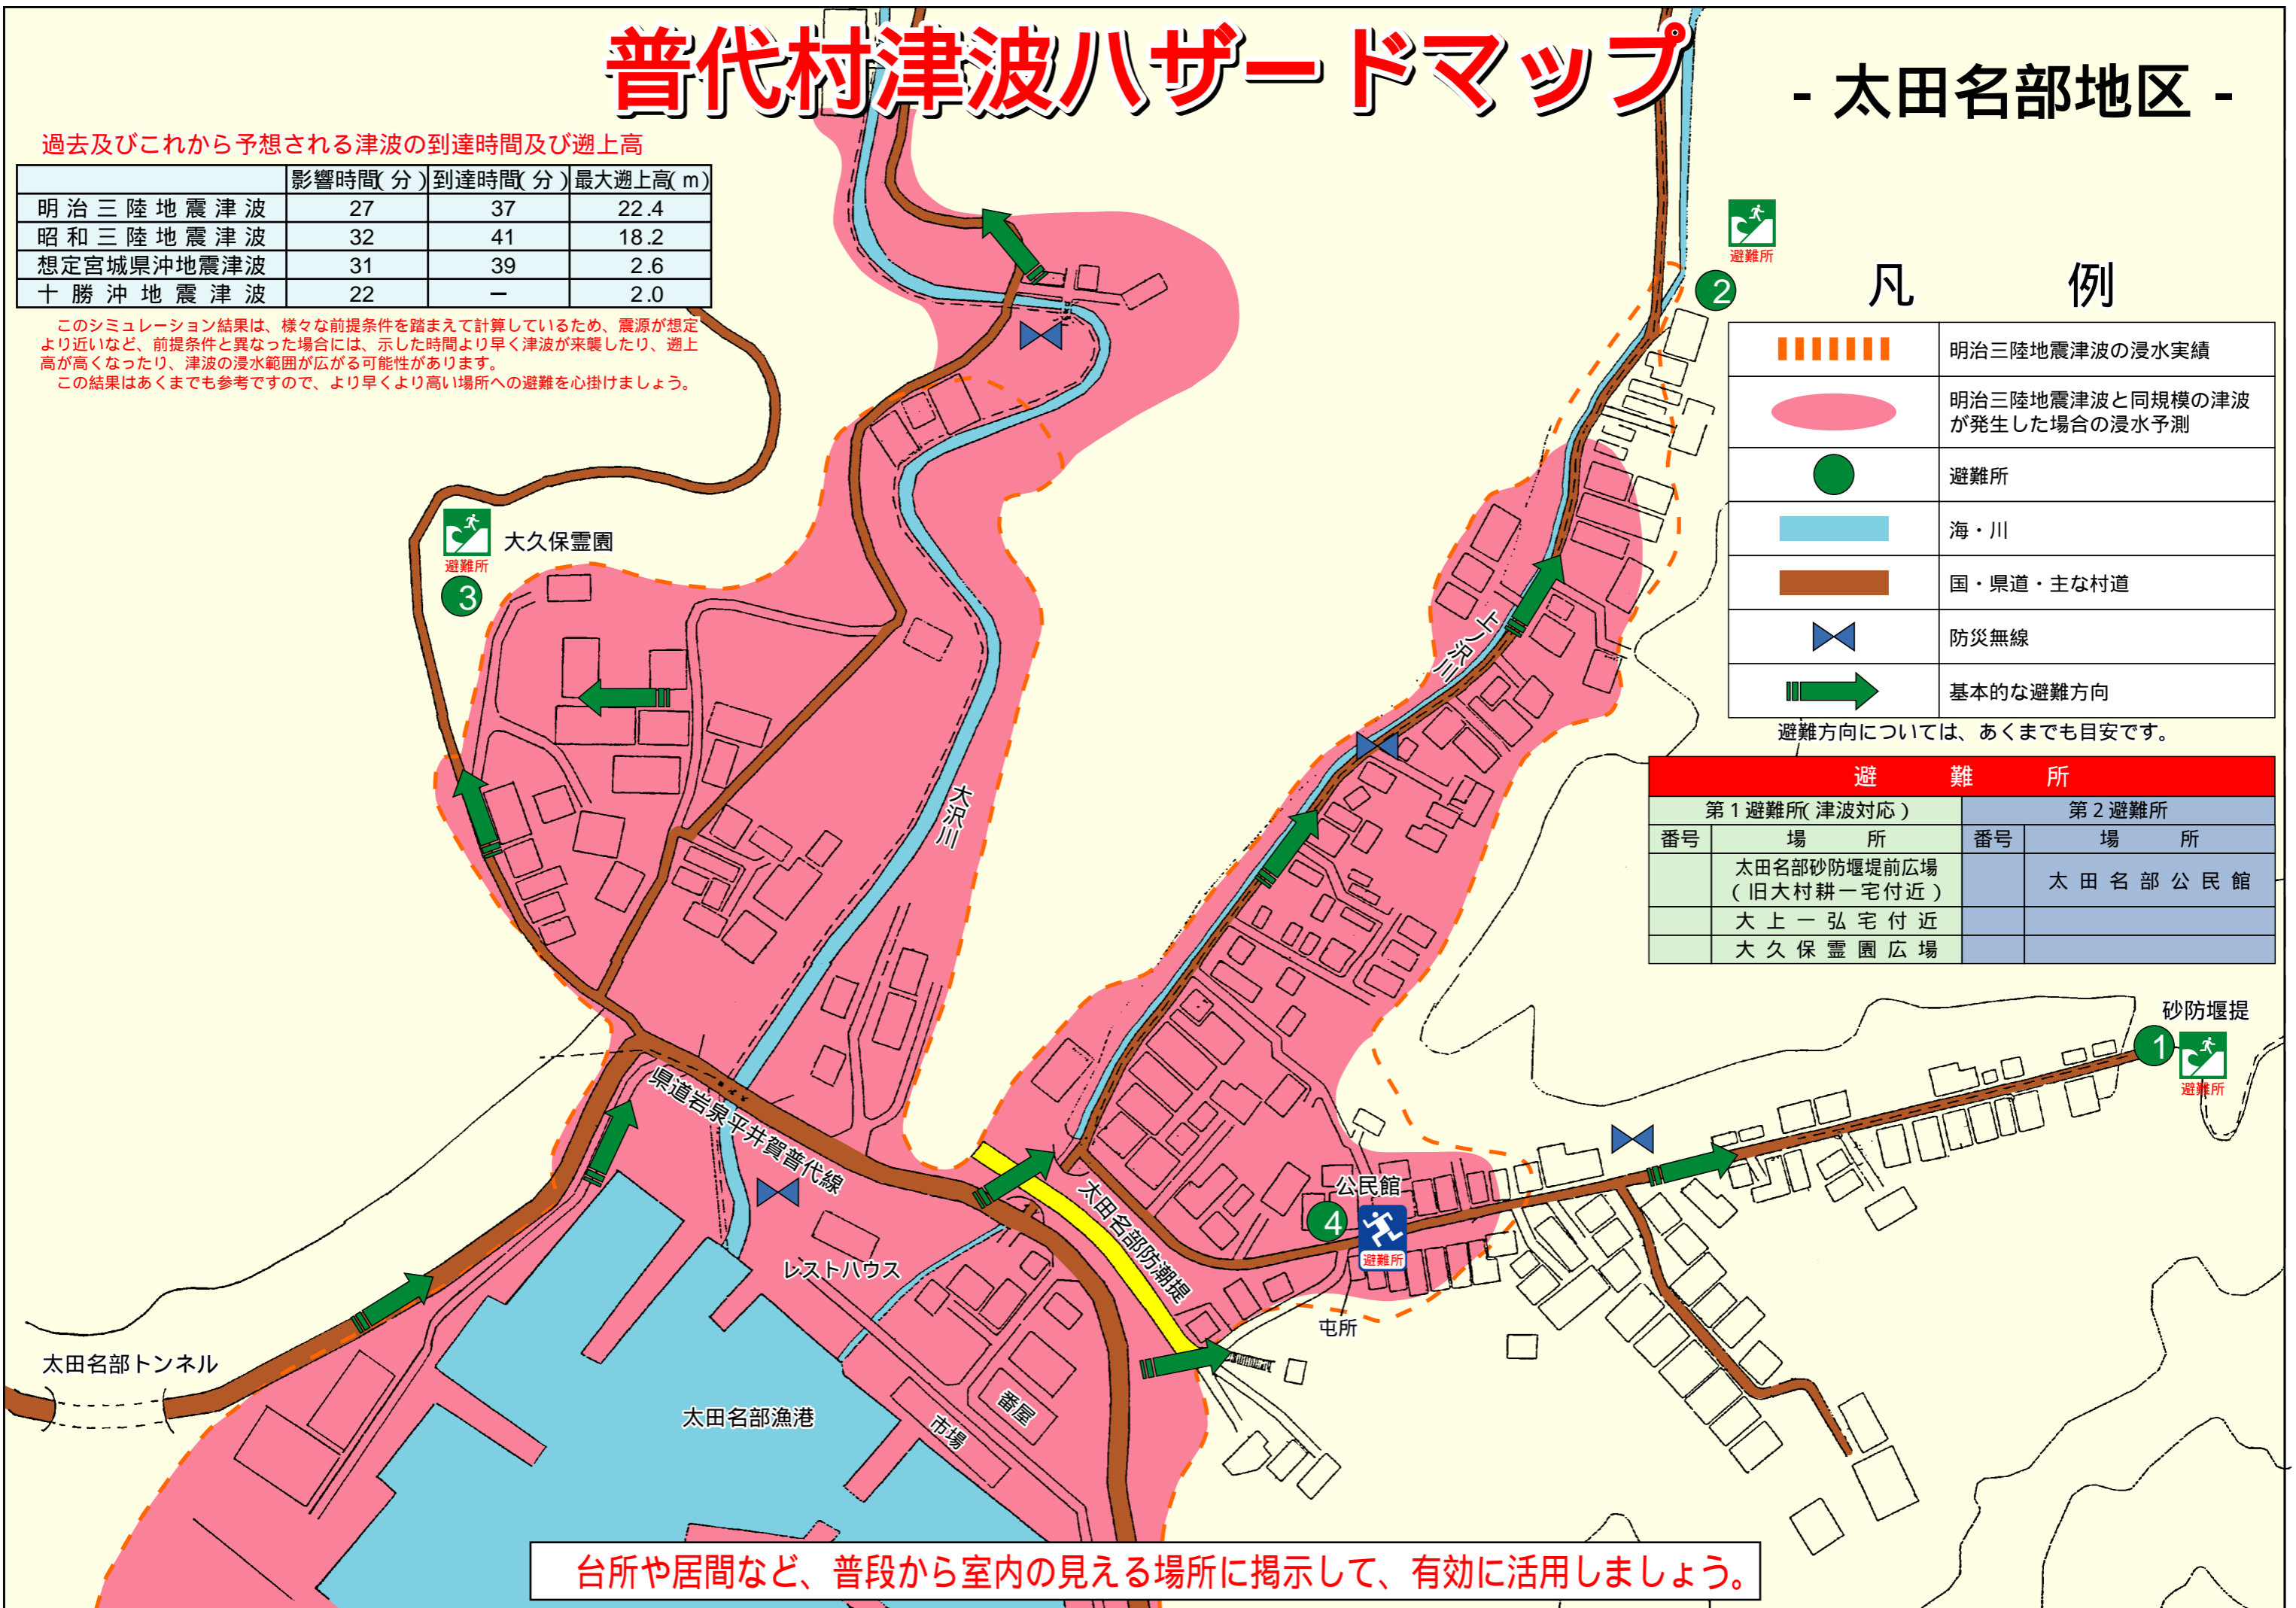 普代村津波ハザードマップ
- 太田名部地区 -
過去及びこれから予想される津波の到達時間及び遡上高
影響時間(分) 到達時間(分) 最大遡上高(m)
明治三陸地震津波 27 37 22.4
昭和三陸地震津波 32 41 18.2
想定宮城県沖地震津波 31 39 2.6
十勝沖地震津波 22 － 2.0
このシミュレーション結果は、様々な前提条件を踏まえて計算しているため、震源が想定
より近いなど、前提条件と異なった場合には、示した時間より早く津波が来襲したり、遡上
高が高くなったり、津波の浸水範囲が広がる可能性があります。
この結果はあくまでも参考ですので、より早くより高い場所への避難を心掛けましょう。
避難所
2
凡例
明治三陸地震津波の浸水実績
明治三陸地震津波と同規模の津波
が発生した場合の浸水予測
避難所
海・川
国・県道・主な村道
防災無線
基本的な避難方向
避難方向については、あくまでも目安です。
避難所
第1避難所(津波対応) 第2避難所
番号 場所 番号 場所
太田名部砂防堰堤前広場
(旧大村耕一宅付近)
太田名部公民館
大上一弘宅付近
大久保霊園広場
大久保霊園
避難所
3
上ノ沢川
大沢川
砂防堰提
1
避難所
県道岩泉平井賀普代線
太田名部防潮提
公民館
4
避難所
屯所
レストハウス
番屋
市場
太田名部トンネル
太田名部漁港
台所や居間など、普段から室内の見える場所に掲示して、有効に活用しましょう。